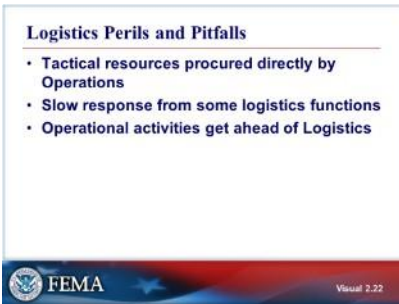 Logistics Perils and Pitfalls
• Tactical resources procured directly by
Operations
• Slow response from some logistics functions
• Operational activities get ahead of Logistics
FEMA
Visual 2.22